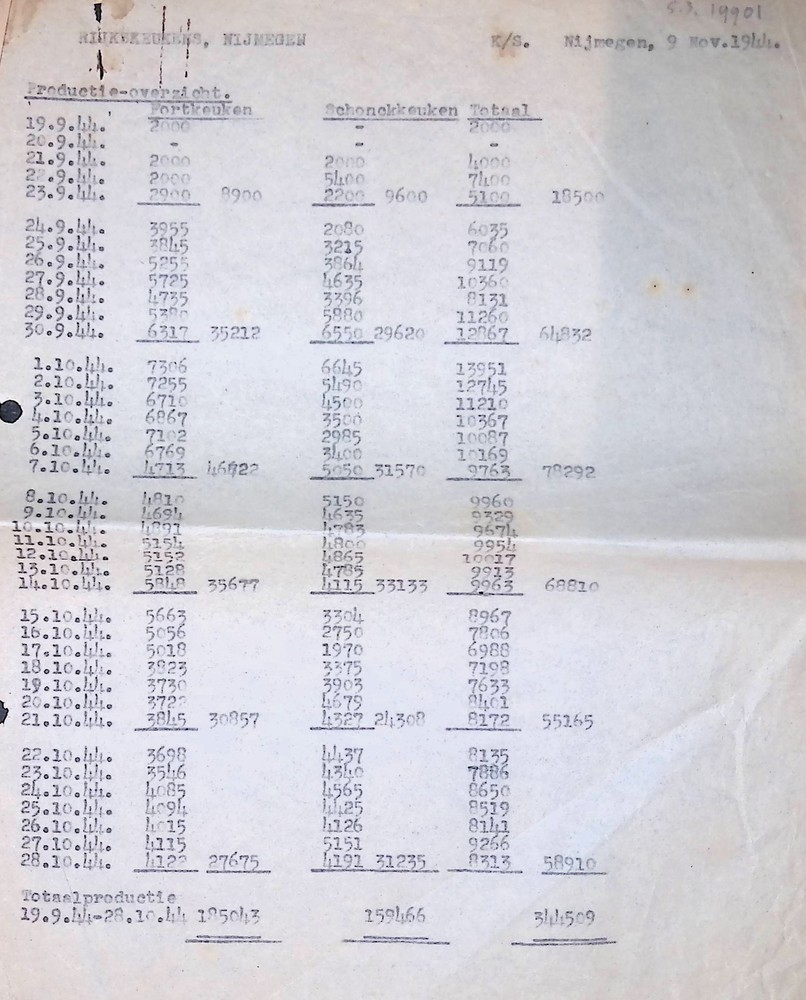 5.3. 19901
RIJKSKEUKENS, NIJMEGEN K/S. Nijmegen, 9 Nov.1944.
Productie-overzicht.
Fortkeuken Schonckkeuken Totaal
19.9.44. 2000 - 2000
20.9.44. - - -
21.9.44. 2000 2000 4000
22.9.44. 2000 5400 7400
23.9.44. 2900 8900 2200 9600 5100 18500
24.9.44. 3955 2080 6035
25.9.44. 3845 3215 7060
26.9.44. 5255 3864 9119
27.9.44. 5725 4635 10360
28.9.44. 4735 3396 8131
29.9.44. 5380 5880 11260
30.9.44. 6317 35212 6550 29620 12867 64832
1.10.44. 7306 6645 13951
2.10.44. 7255 5490 12745
3.10.44. 6710 4500 11210
4.10.44. 6867 3500 10367
5.10.44. 7102 2985 10087
6.10.44. 6769 3400 10169
7.10.44. 4713 46722 5050 31570 9763 78292
8.10.44. 4810 5150 9960
9.10.44. 4694 4635 9329
10.10.44. 4891 4783 9674
11.10.44. 5154 4800 9954
12.10.44. 5152 4865 10017
13.10.44. 5128 4785 9913
14.10.44. 5848 35677 4115 33133 9963 68810
15.10.44. 5663 3304 8967
16.10.44. 5056 2750 7806
17.10.44. 5018 1970 6988
18.10.44. 3823 3375 7198
19.10.44. 3730 3903 7633
20.10.44. 3722 4679 8401
21.10.44. 3845 30857 4327 24308 8172 55165
22.10.44. 3698 4437 8135
23.10.44. 3546 4340 7886
24.10.44. 4085 4565 8650
25.10.44. 4094 4425 8519
26.10.44. 4015 4126 8141
27.10.44. 4115 5151 9266
28.10.44. 4122 27675 4191 31235 8313 58910
Totaalproductie
19.9.44-28.10.44 185043 159466 344509